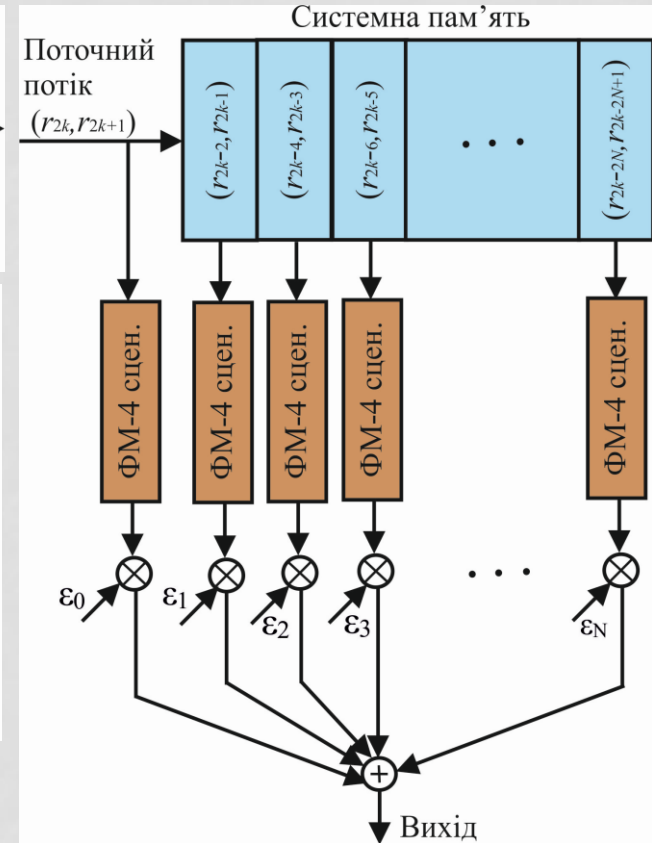 Системна пам’ять
Поточний
потік
(r2k,r2k+1)
(r2k−2,r2k-1)
(r2k−4,r2k-3)
(r2k−6,r2k-5)
• • •
(r2k−2N,r2k-2N+1)
ФМ-4 сцен.
ФМ-4 сцен.
ФМ-4 сцен.
ФМ-4 сцен.
ФМ-4 сцен.
• • •
ε0
ε1
ε2
ε3
εN
+
Вихід